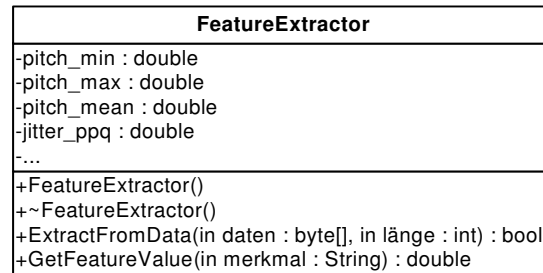 FeatureExtractor
-pitch_min : double
-pitch_max : double
-pitch_mean : double
-jitter_ppq : double
-...
+FeatureExtractor()
+~FeatureExtractor()
+ExtractFromData(in daten : byte[], in länge : int) : bool
+GetFeatureValue(in merkmal : String) : double